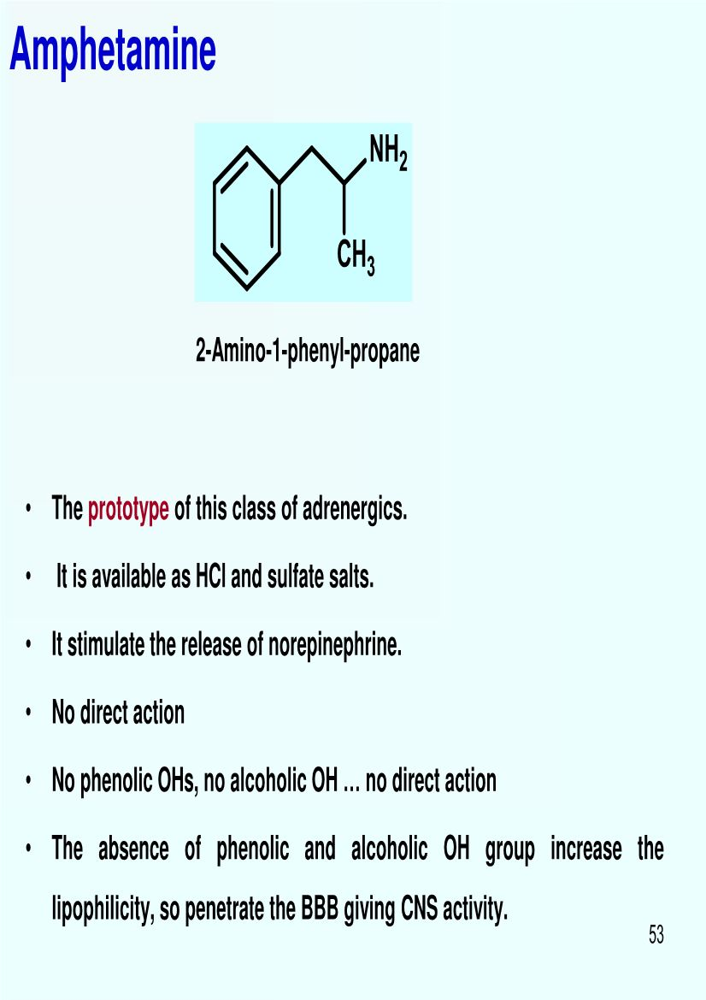 Amphetamine
NH2
CH3
2-Amino-1-phenyl-propane
• The prototype of this class of adrenergics.
• It is available as HCl and sulfate salts.
• It stimulate the release of norepinephrine.
• No direct action
• No phenolic OHs, no alcoholic OH … no direct action
• The absence of phenolic and alcoholic OH group increase the
lipophilicity, so penetrate the BBB giving CNS activity.
53